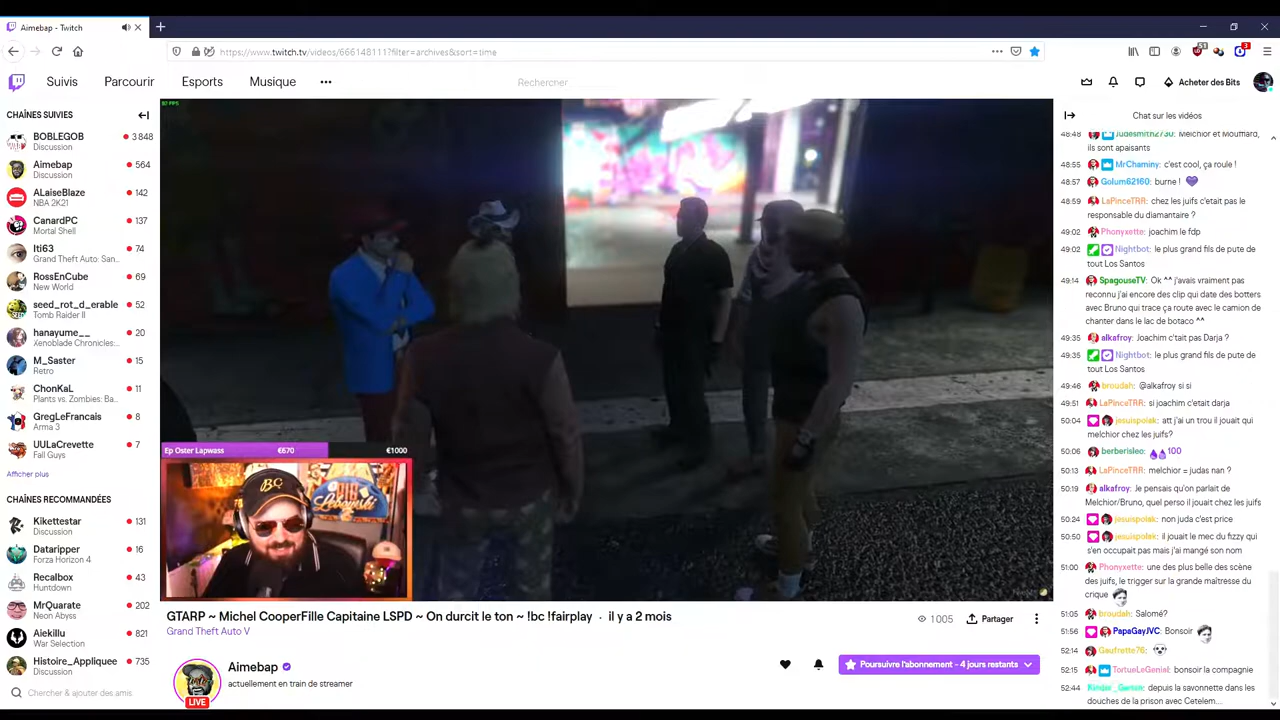 Aimebap - Twitch
https://www.twitch.tv/videos/666148111?filter=archives&sort=time
51
3
Suivis
Parcourir
Esports
Musique
Rechercher
Acheter des Bits
CHAÎNES SUIVIES
BOBLEGOB
3 848
Discussion
Aimebap
564
Discussion
ALaiseBlaze
142
NBA 2K21
CanardPC
137
Mortal Shell
Iti63
74
Grand Theft Auto: San...
RossEnCube
69
New World
seed_rot_d_erable
52
Tomb Raider II
hanayume__
20
Xenoblade Chronicles:...
M_Saster
15
Retro
ChonKaL
11
Plants vs. Zombies: Ba...
GregLeFrancais
8
Arma 3
UULaCrevette
7
Fall Guys
Afficher plus
CHAÎNES RECOMMANDÉES
Kikettestar
131
Discussion
Dataripper
16
Forza Horizon 4
Recalbox
43
Huntdown
MrQuarate
202
Neon Abyss
Aiekillu
821
War Selection
Histoire_Appliquee
735
Chercher & ajouter des amis
Ep Oster Lapwass
€670
€1000
BC
GTARP ~ Michel CooperFille Capitaine LSPD ~ On durcit le ton ~ !bc !fairplay · il y a 2 mois
Grand Theft Auto V
1005
Partager
Aimebap
actuellement en train de streamer
LIVE
Poursuivre l'abonnement - 4 jours restants
Chat sur les vidéos
48:48 Judesmith2730: Melchior et Moufflard,
ils sont apaisants
48:55 MrChaminy: c'est cool, ça roule !
48:57 Golum62160: burne !
48:59 LaPinceTRR: chez les juifs c'etait pas le
responsable du diamantaire ?
49:02 Phonyxette: joachim le fdp
49:02 Nightbot: le plus grand fils de pute de
tout Los Santos
49:14 SpagouseTV: Ok ^^ j'avais vraiment pas
reconnu j'ai encore des clip qui date des botters
avec Bruno qui trace ça route avec le camion de
chanter dans le lac de botaco ^^
49:35 alkafroy: Joachim c'tait pas Darja ?
49:35 Nightbot: le plus grand fils de pute de
tout Los Santos
49:46 broudah: @alkafroy si si
49:51 LaPinceTRR: si joachim c'etait darja
50:04 jesuispolak: att j'ai un trou il jouait qui
melchior chez les juifs?
50:06 berberisleo: 100
50:13 LaPinceTRR: melchior = judas nan ?
50:19 alkafroy: Je pensais qu'on parlait de
Melchior/Bruno, quel perso il jouait chez les juifs
50:24 jesuispolak: non juda c'est price
50:50 jesuispolak: il jouait le mec du fizzy qui
s'en occupait pas mais j'ai mangé son nom
51:00 Phonyxette: une des plus belle des scène
des juifs, le trigger sur la grande maîtresse du
crique
51:05 broudah: Salomé?
51:56 PapaGayJVC: Bonsoir
52:14 Gaufrette76:
52:15 TortueLeGenial: bonsoir la compagnie
52:44 Kinder_Garten: depuis la savonnette dans les
douches de la prison avec Cetelem...